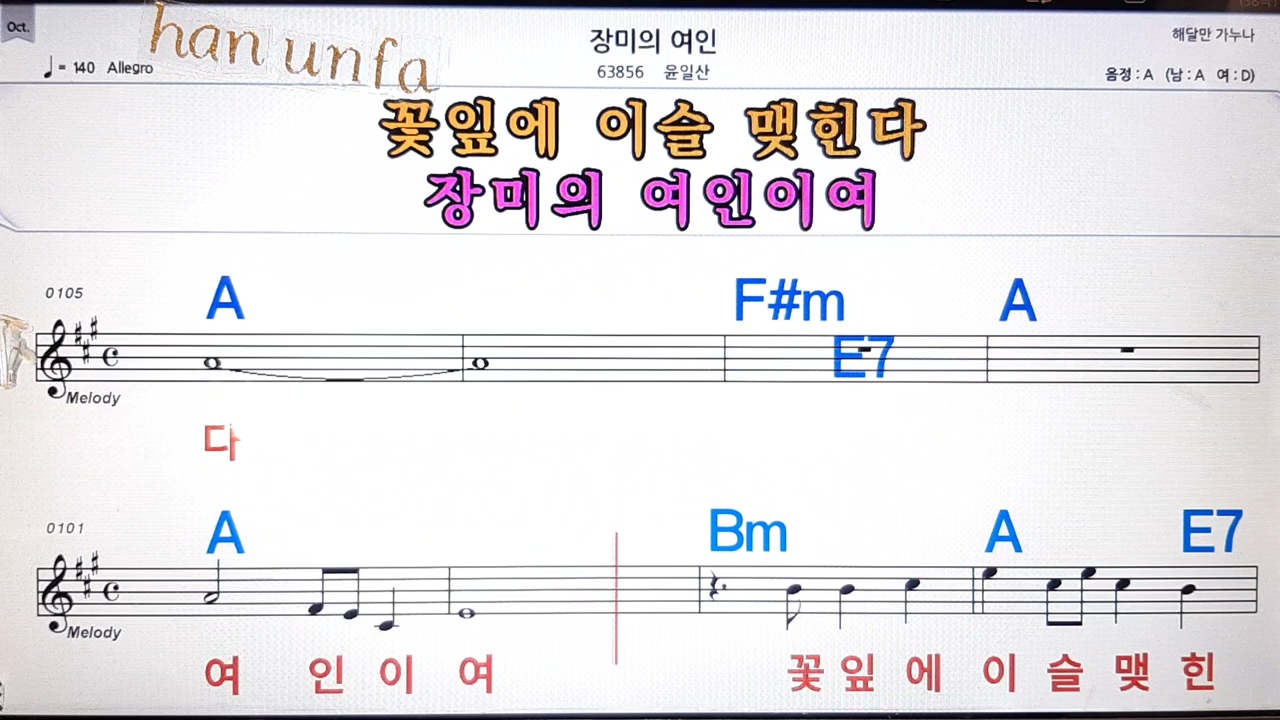 Oct.
han unfa
장미의 여인
해달만 가누나
♩= 140 Allegro
63856 윤일산
음정 : A (남 : A 여 : D)
꽃잎에 이슬 맺힌다
장미의 여인이여
0105
A F#m E7 A
Melody
다
0101
A Bm A E7
Melody
여 인 이 여 꽃 잎 에 이 슬 맺 힌